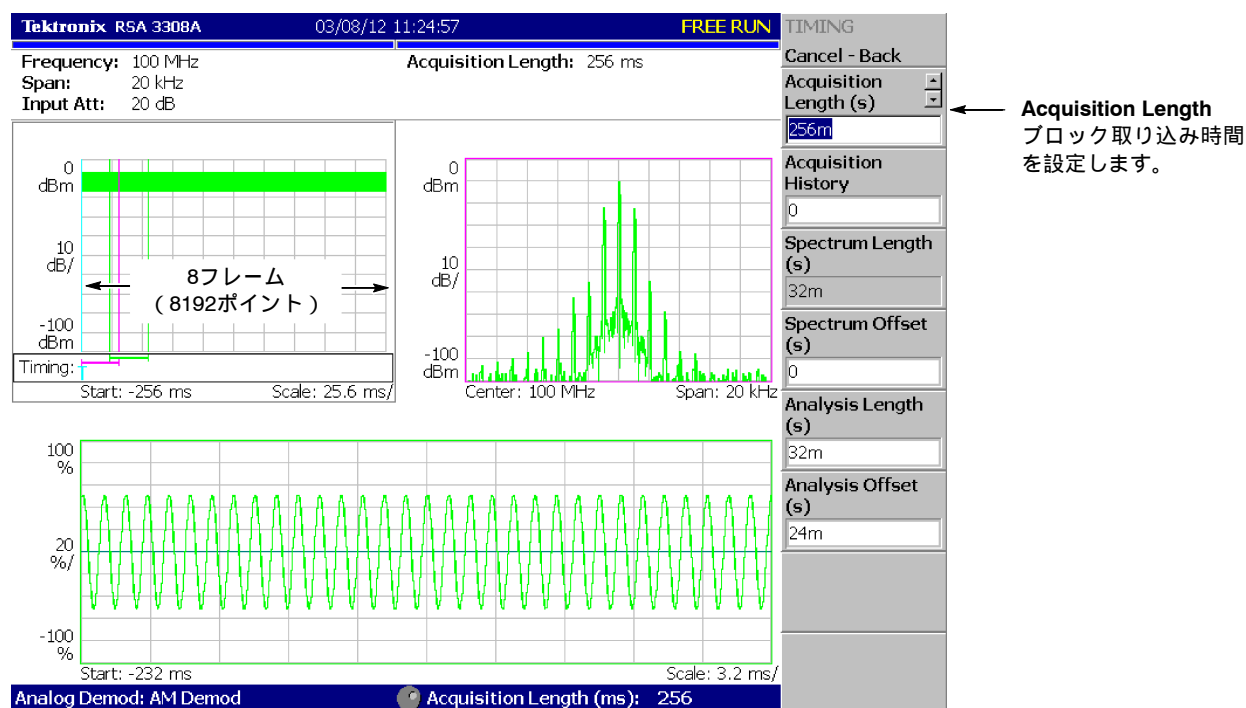 Tektronix RSA 3308A 03/08/12 11:24:57 FREE RUN
Frequency: 100 MHz
Span: 20 kHz
Input Att: 20 dB
Acquisition Length: 256 ms
0
dBm
10
dB/
-100
dBm
8フレーム
( 8192ポイント )
Timing:
Start: -256 ms Scale: 25.6 ms/
0
dBm
10
dB/
-100
dBm
Center: 100 MHz Span: 20 kHz
100
%
20
%/
-100
%
Start: -232 ms Scale: 3.2 ms/
Analog Demod: AM Demod Acquisition Length (ms): 256
TIMING
Cancel - Back
Acquisition
Length (s)
256m
Acquisition
History
0
Spectrum Length
(s)
32m
Spectrum Offset
(s)
0
Analysis Length
(s)
32m
Analysis Offset
(s)
24m
Acquisition Length
ブロック取り込み時間
を設定します。